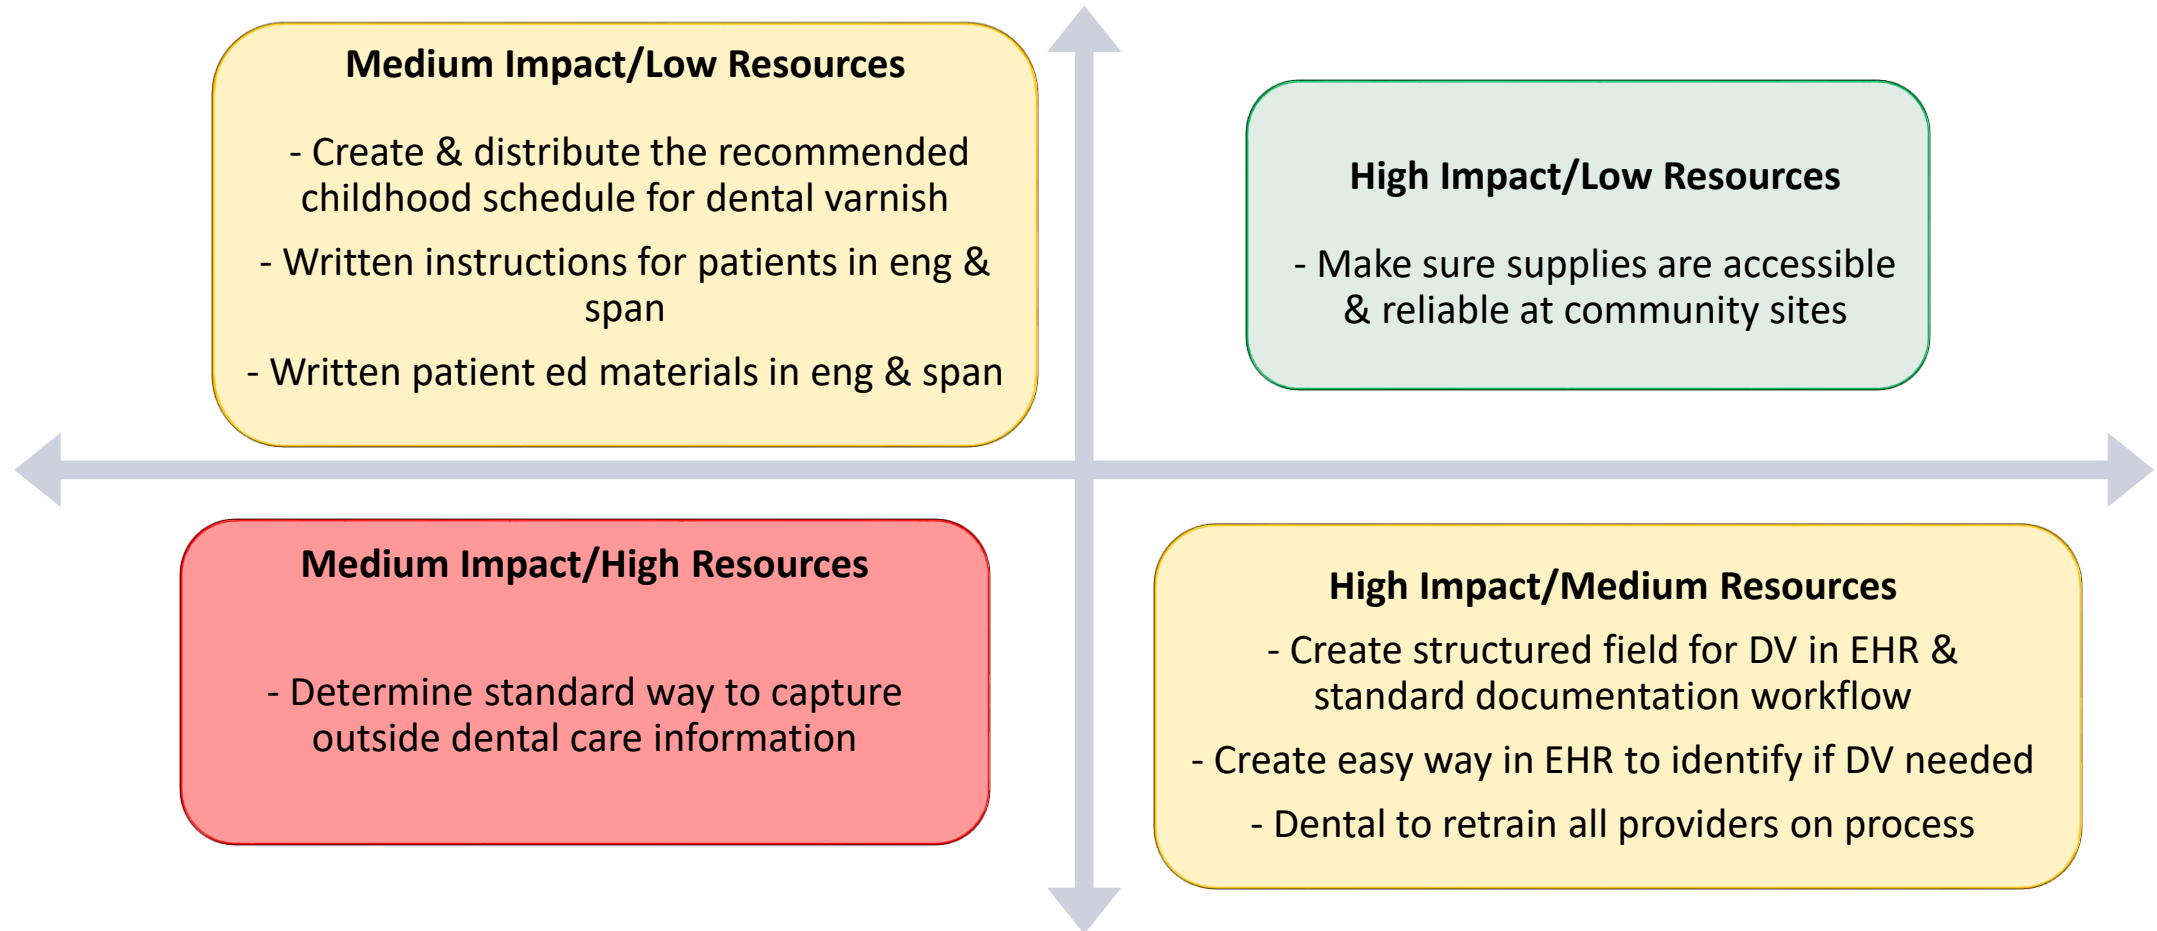 Medium Impact/Low Resources
- Create & distribute the recommended
childhood schedule for dental varnish
- Written instructions for patients in eng &
span
- Written patient ed materials in eng & span
High Impact/Low Resources
- Make sure supplies are accessible
& reliable at community sites
Medium Impact/High Resources
- Determine standard way to capture
outside dental care information
High Impact/Medium Resources
- Create structured field for DV in EHR &
standard documentation workflow
- Create easy way in EHR to identify if DV needed
- Dental to retrain all providers on process